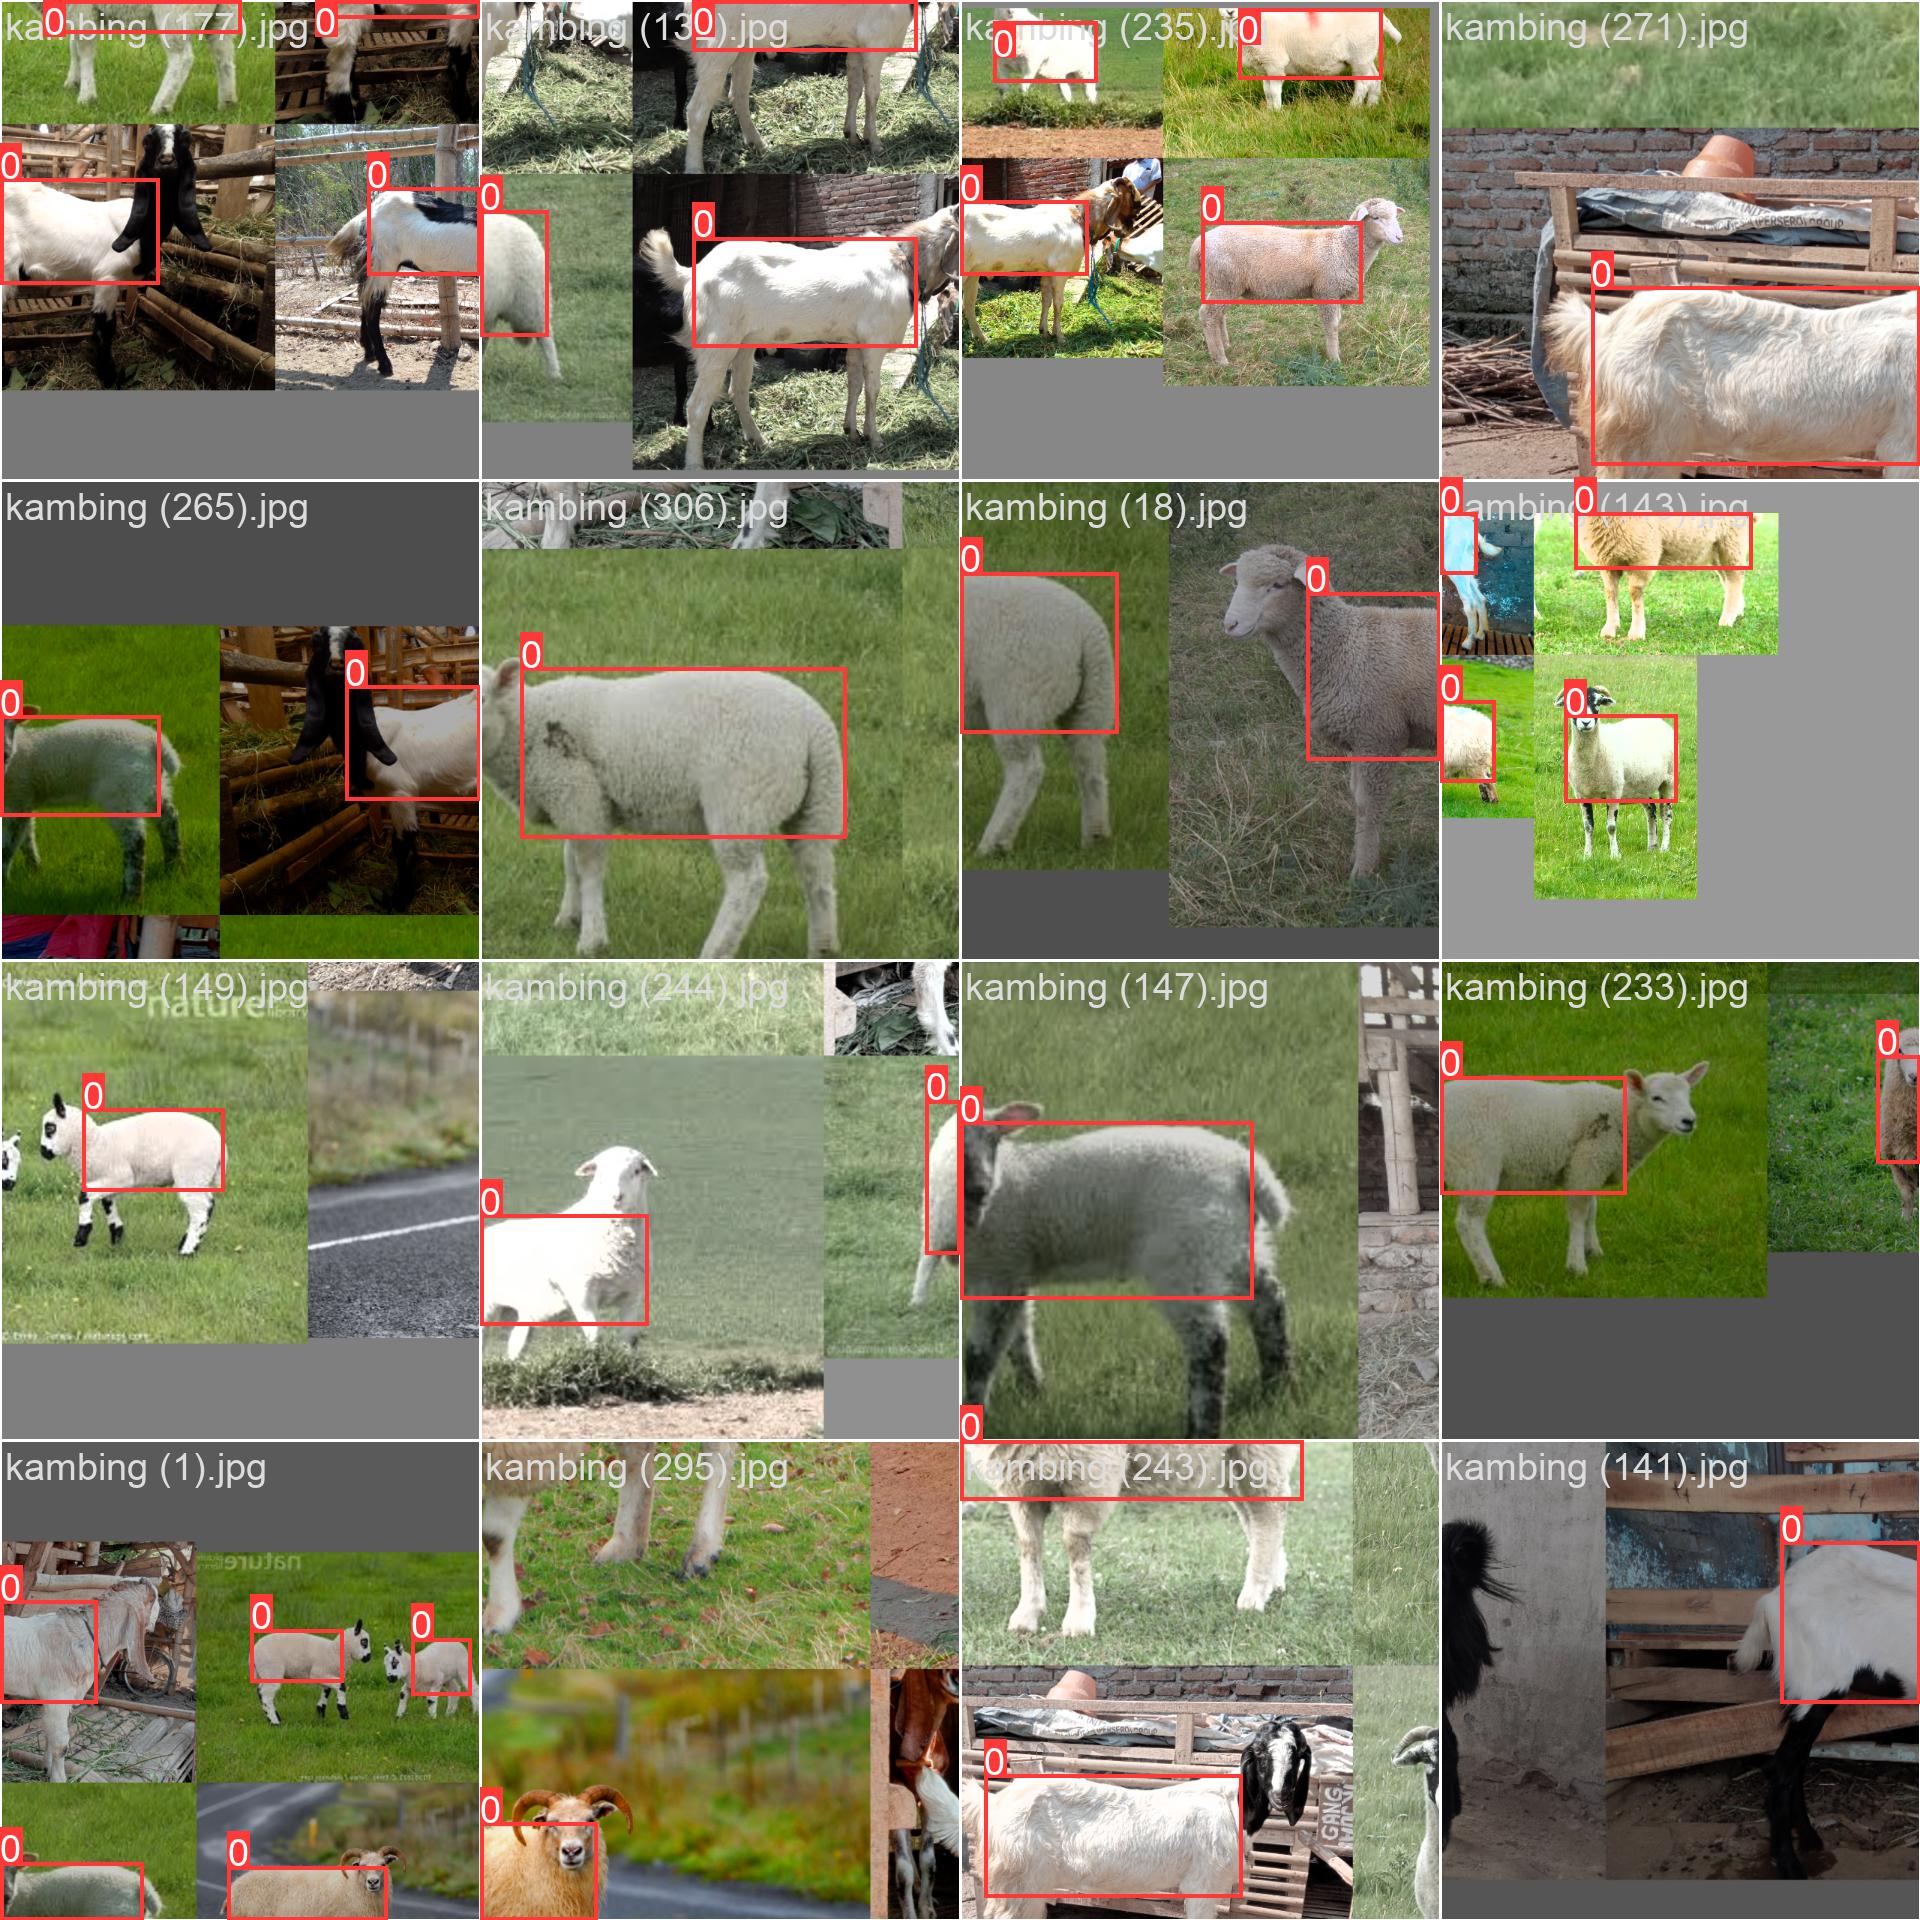 kambing (177).jpg
0
0
0
0
kambing (132).jpg
0
0
0
kambing (235).jpg
0
0
0
0
kambing (271).jpg
0
kambing (265).jpg
0
0
kambing (306).jpg
0
kambing (18).jpg
0
0
kambing (143).jpg
0
0
0
0
kambing (149).jpg
nature
0
kambing (244).jpg
0
0
kambing (147).jpg
0
kambing (233).jpg
0
0
kambing (1).jpg
0
0
0
0
0
kambing (295).jpg
0
kambing (243).jpg
0
0
GANG
kambing (141).jpg
0